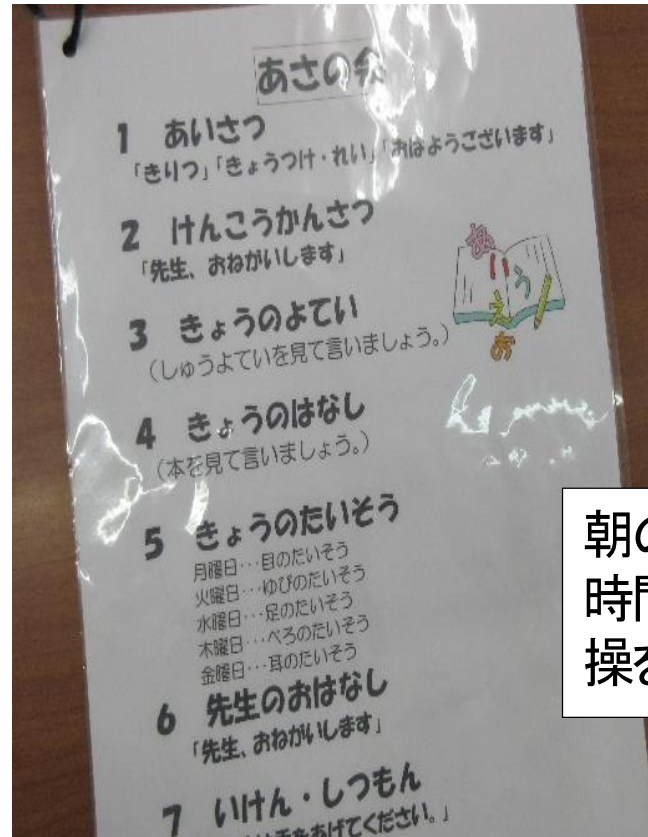 あさの会
1 あいさつ
「きりつ」「きょうつけ・れい」「おはようございます」
2 けんこうかんさつ
「先生、おねがいします」
3 きょうのよてい
(しゅうよていを見て言いましょう。)
4 きょうのはなし
(本を見て言いましょう。)
あ
い
う
え
お
5 きょうのたいそう
月曜日…目のたいそう
火曜日…ゆびのたいそう
水曜日…足のたいそう
木曜日…べろのたいそう
金曜日…耳のたいそう
6 先生のおはなし
「先生、おねがいします」
7 いけん・しつもん
手をあげてください。」
朝の
時間
操を